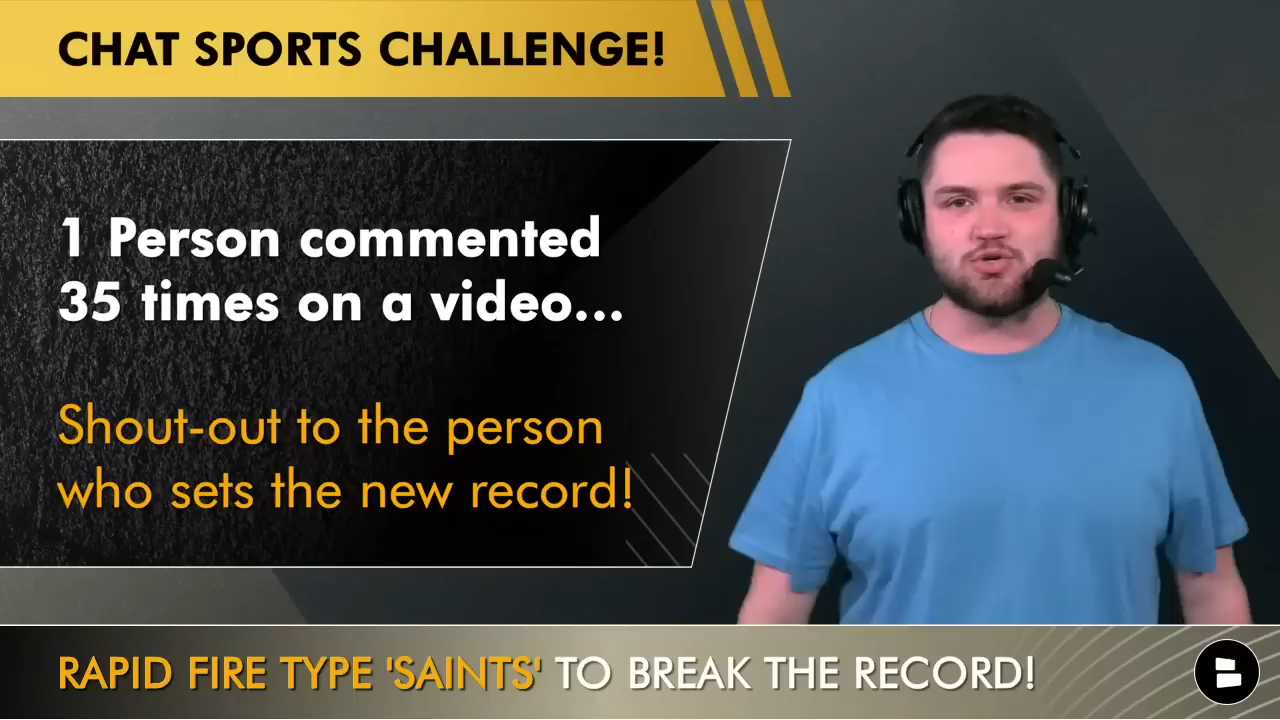 CHAT SPORTS CHALLENGE!
1 Person commented
35 times on a video...
Shout-out to the person
who sets the new record!
RAPID FIRE TYPE 'SAINTS' TO BREAK THE RECORD!